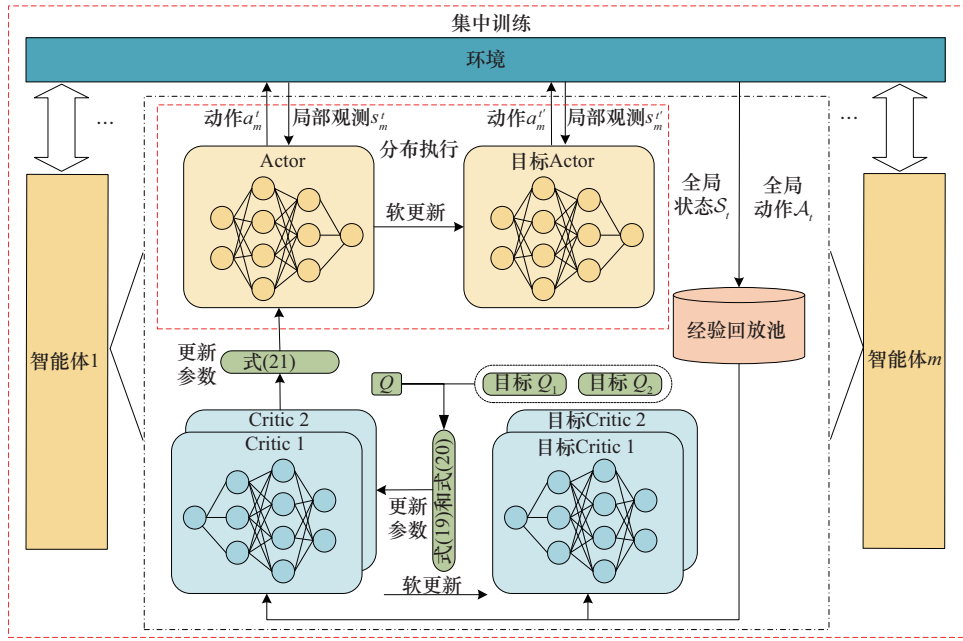 集中训练
环境
...
...
动作a_m^t
局部观测s_m^t
动作a_m^{t'}
局部观测s_m^{t'}
分布执行
Actor
目标Actor
软更新
全局
状态S_t
全局
动作A_t
经验回放池
智能体1
智能体m
更新
参数
式(21)
Q
目标 Q_1
目标 Q_2
Critic 2
Critic 1
式(19)和式(20)
更新
参数
目标Critic 2
目标Critic 1
软更新